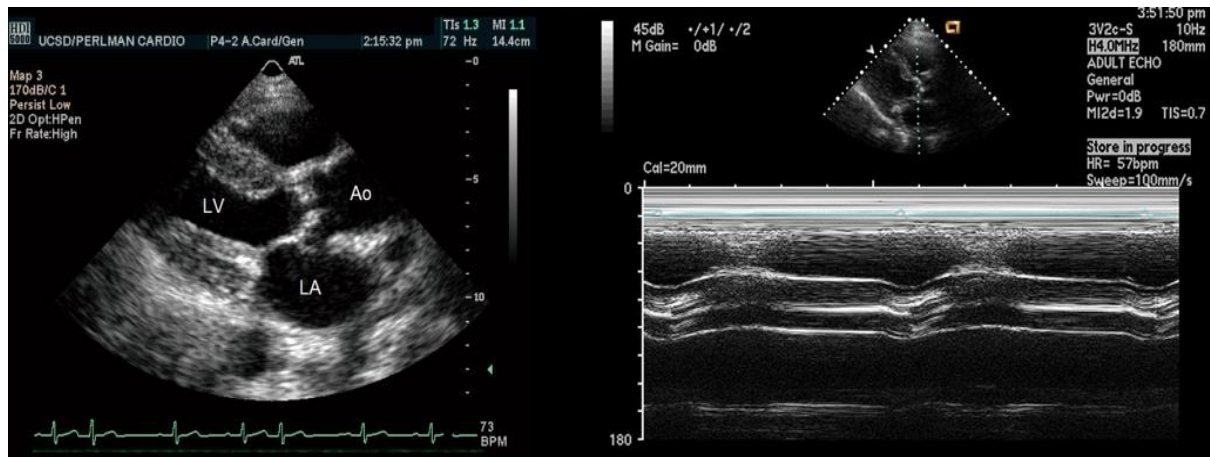 HDI
5000
UCSD/PERLMAN CARDIO P4-2 A.Card/Gen 2:15:32 pm
TIs 1.3 MI 1.1
72 Hz 14.4cm
Map 3
170dB/C 1
Persist Low
2D Opt:HPen
Fr Rate:High
ATL
0
5
10
LV
Ao
LA
73
BPM
45dB •/+1/ •/2
M Gain= 0dB
3:51:50 pm
3V2c-S 10Hz
H4.0MHz 180mm
ADULT ECHO
General
Pwr=0dB
MI2d=1.9 TIS=0.7
Store in progress
HR= 57bpm
Sweep=100mm/s
Cal=20mm
0
180